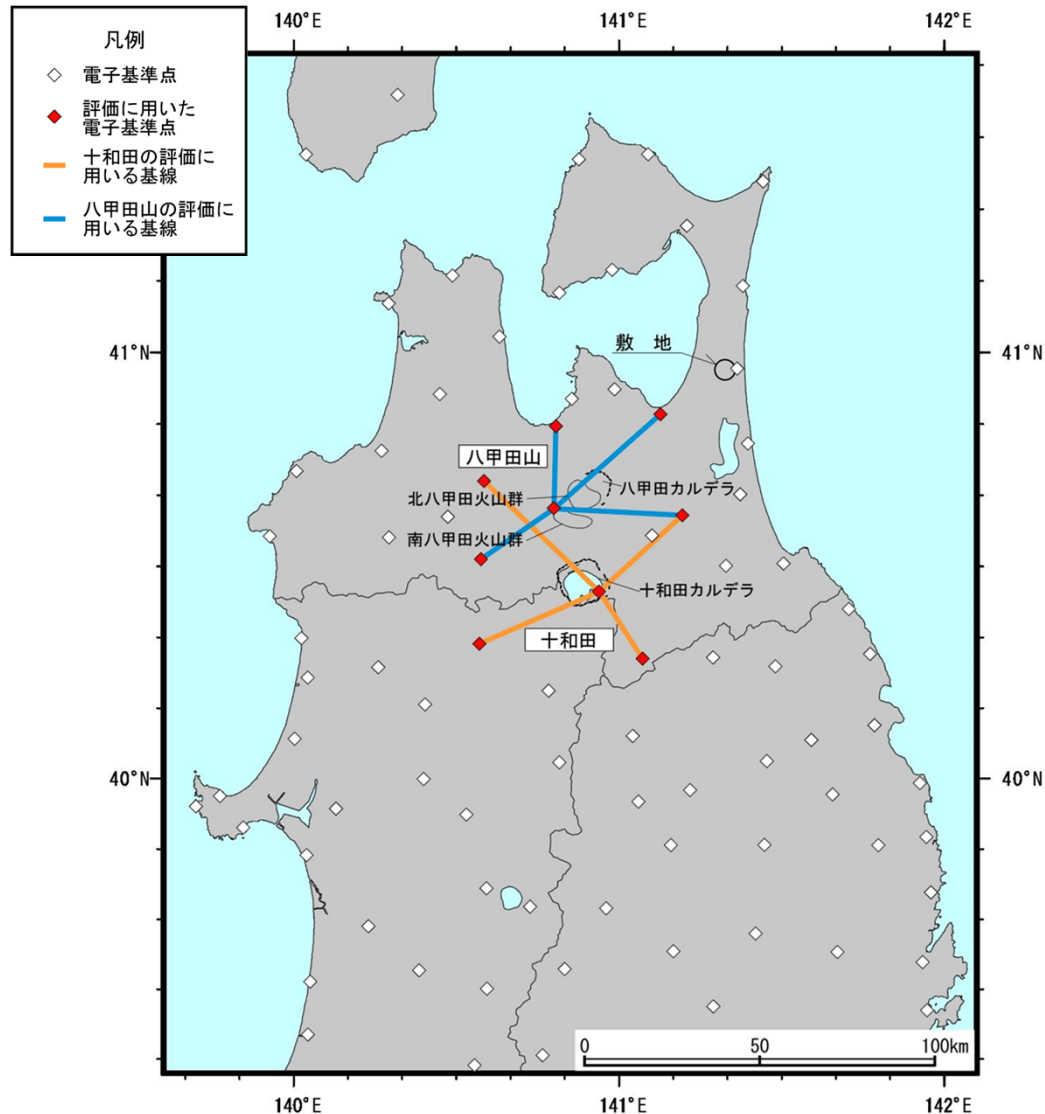 140°E
141°E
142°E
凡例
電子基準点
評価に用いた
電子基準点
十和田の評価に
用いる基線
八甲田山の評価に
用いる基線
敷 地
41°N
41°N
八甲田山
八甲田カルデラ
北八甲田火山群
南八甲田火山群
十和田カルデラ
十和田
40°N
40°N
0
50
100km
140°E
141°E
142°E